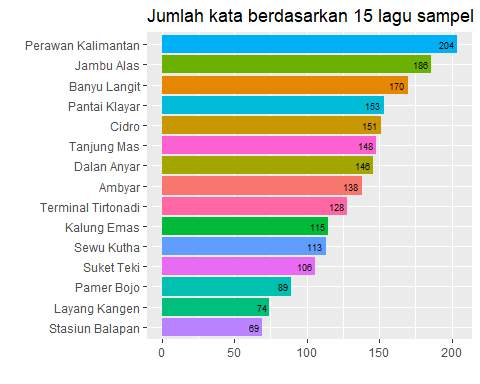 Jumlah kata berdasarkan 15 lagu sampel
Perawan Kalimantan 204
Jambu Alas 186
Banyu Langit 170
Pantai Klayar 153
Cidro 151
Tanjung Mas 148
Dalan Anyar 146
Ambyar 138
Terminal Tirtonadi 128
Kalung Emas 115
Sewu Kutha 113
Suket Teki 106
Pamer Bojo 89
Layang Kangen 74
Stasiun Balapan 69
0 50 100 150 200